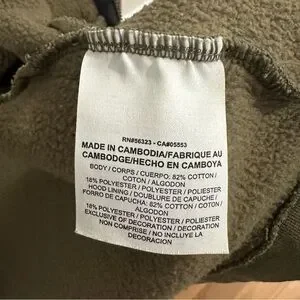 RN#56323 - CA#05553
MADE IN CAMBODIA/FABRIQUE AU
CAMBODGE/HECHO EN CAMBOYA
BODY / CORPS / CUERPO: 82% COTTON /
COTON / ALGODON
18% POLYESTER / POLYESTER / POLIESTER
HOOD LINING / DOUBLURE DE CAPUCHE /
FORRO DE CAPUCHA: 82% COTTON / COTON /
ALGODON
18% POLYESTER / POLYESTER / POLIESTER
EXCLUSIVE OF DECORATION / DECORATION
NON COMPRISE / NO INCLUYE LA
DECORACION